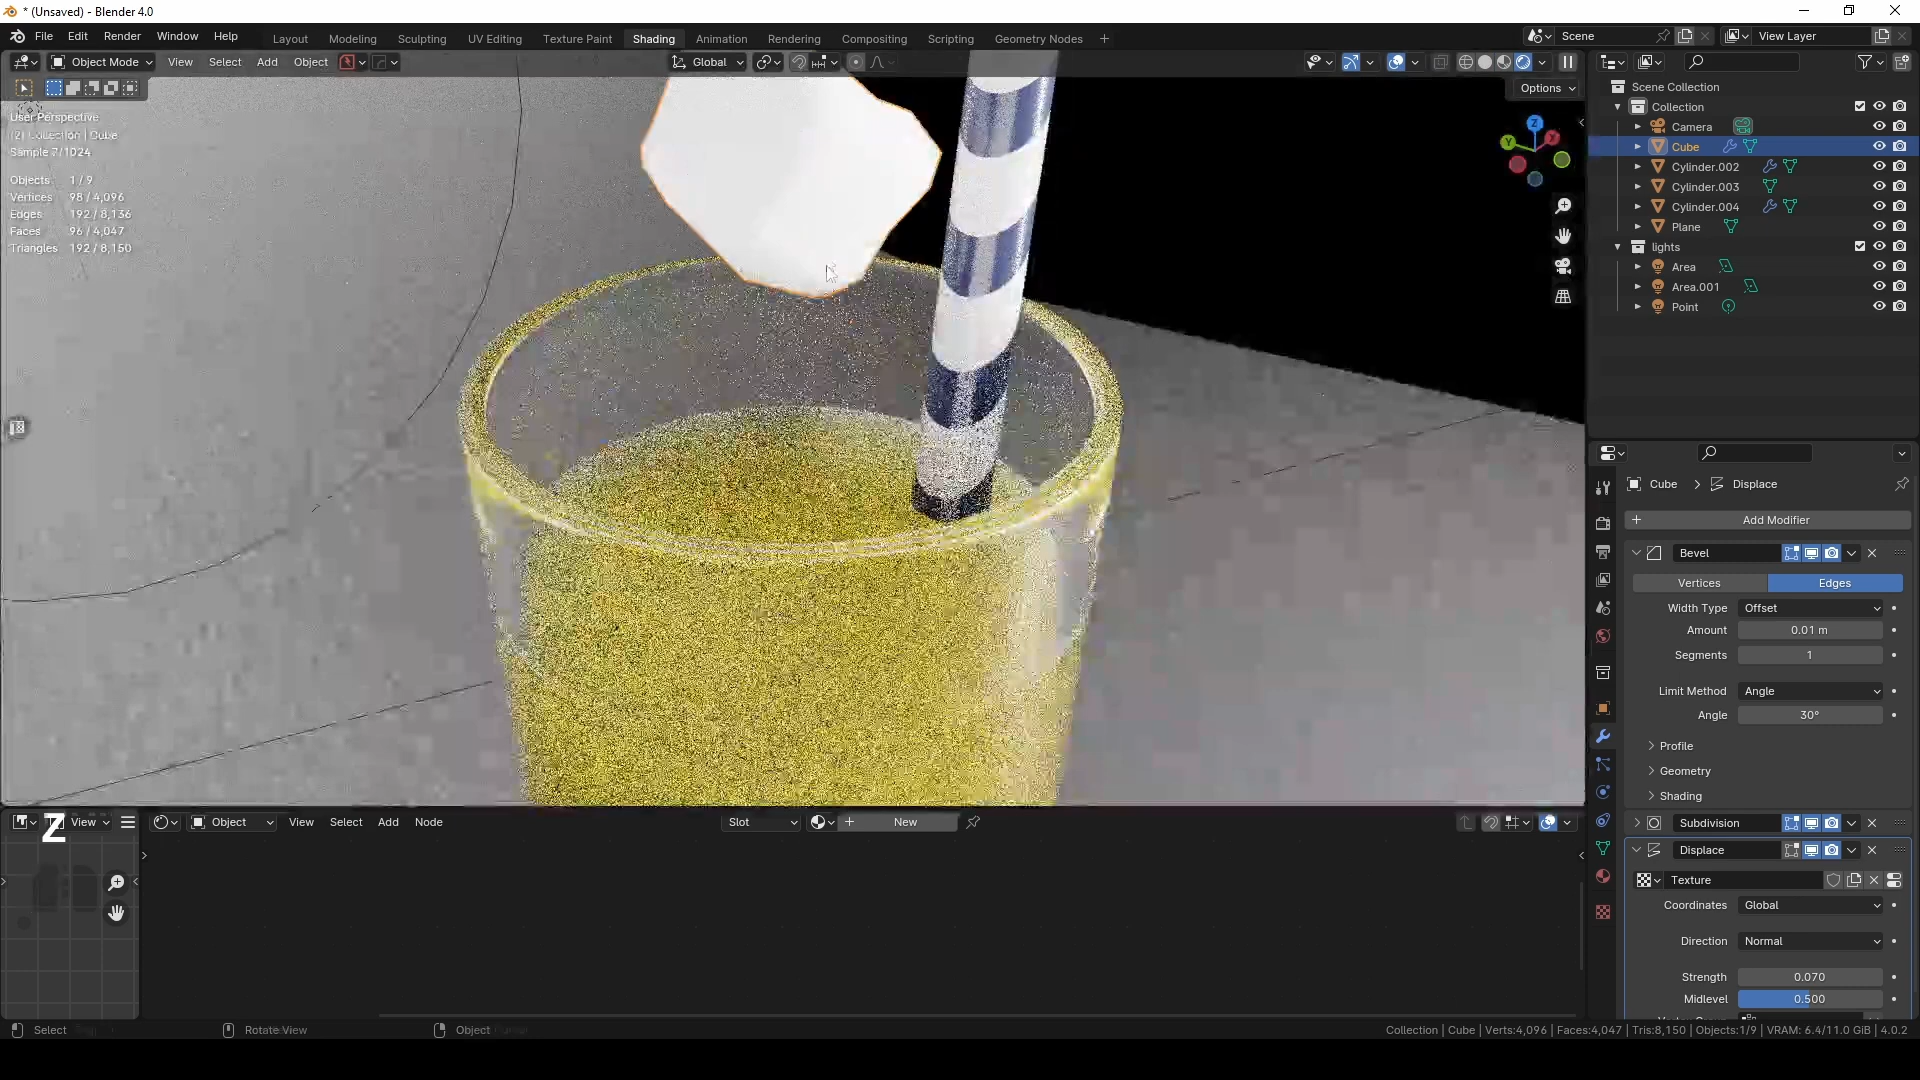 * (Unsaved) - Blender 4.0
File Edit Render Window Help
Layout Modeling Sculpting UV Editing Texture Paint Shading Animation Rendering Compositing Scripting Geometry Nodes +
Scene View Layer
Object Mode View Select Add Object Global
Options
User Perspective
(2) Collection | Cube
Sample 7/1024
Objects 1 / 9
Vertices 98 / 4,096
Edges 192 / 8,136
Faces 96 / 4,047
Triangles 192 / 8,150
Z
X
Y
Scene Collection
Collection
Camera
Cube
Cylinder.002
Cylinder.003
Cylinder.004
Plane
lights
Area
Area.001
Point
Cube > Displace
+ Add Modifier
Bevel
Vertices Edges
Width Type Offset
Amount 0.01 m
Segments 1
Limit Method Angle
Angle 30°
Profile
Geometry
Shading
Subdivision
Displace
Texture
Coordinates Global
Direction Normal
Strength 0.070
Midlevel 0.500
Z
View Object View Select Add Node Slot + New
Select Rotate View Object
Collection | Cube | Verts:4,096 | Faces:4,047 | Tris:8,150 | Objects:1/9 | VRAM: 6.4/11.0 GiB | 4.0.2